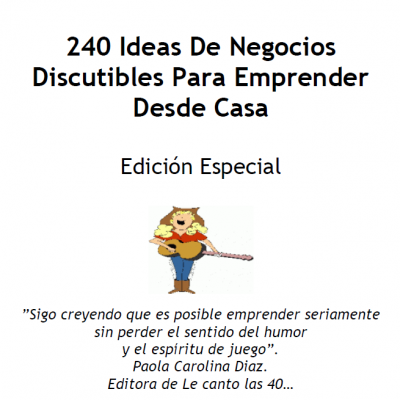 240 Ideas De Negocios
Discutibles Para Emprender
Desde Casa
Edición Especial
"Sigo creyendo que es posible emprender seriamente
sin perder el sentido del humor
y el espíritu de juego".
Paola Carolina Diaz.
Editora de Le canto las 40…